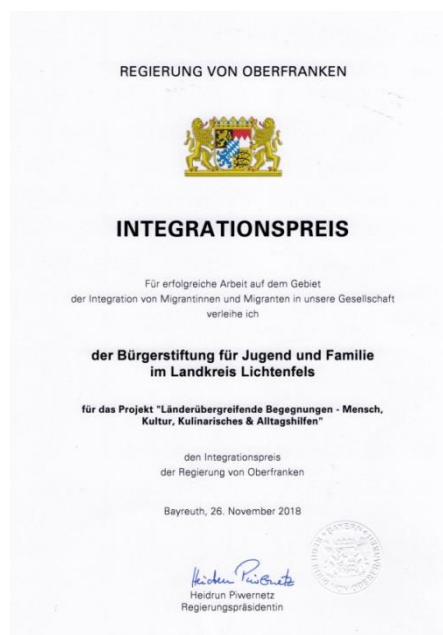 REGIERUNG VON OBERFRANKEN
INTEGRATIONSPREIS
Für erfolgreiche Arbeit auf dem Gebiet
der Integration von Migrantinnen und Migranten in unsere Gesellschaft
verleihe ich
der Bürgerstiftung für Jugend und Familie
im Landkreis Lichtenfels
für das Projekt "Länderübergreifende Begegnungen - Mensch,
Kultur, Kulinarisches & Alltagshilfen"
den Integrationspreis
der Regierung von Oberfranken
Bayreuth, 26. November 2018
Heidrun Piwernetz
Heidrun Piwernetz
Regierungspräsidentin